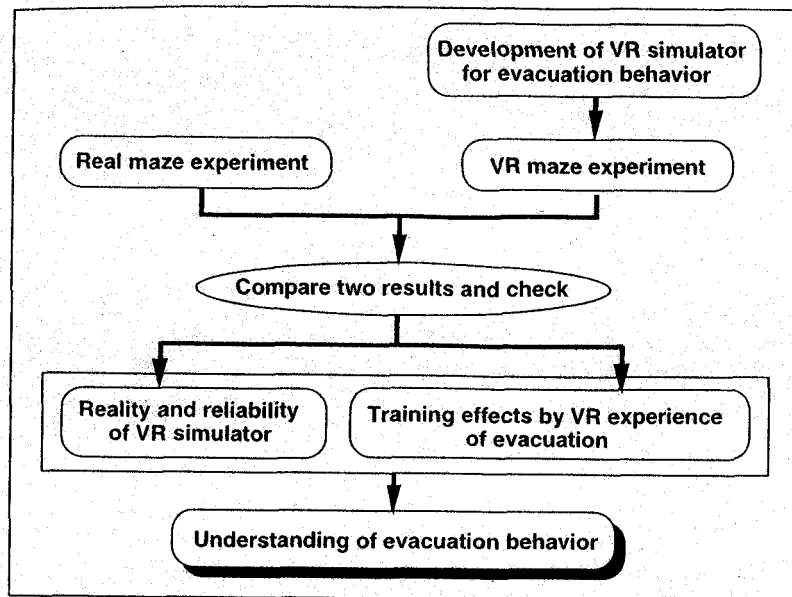 Development of VR simulator
for evacuation behavior
Real maze experiment
VR maze experiment
Compare two results and check
Reality and reliability
of VR simulator
Training effects by VR experience
of evacuation
Understanding of evacuation behavior